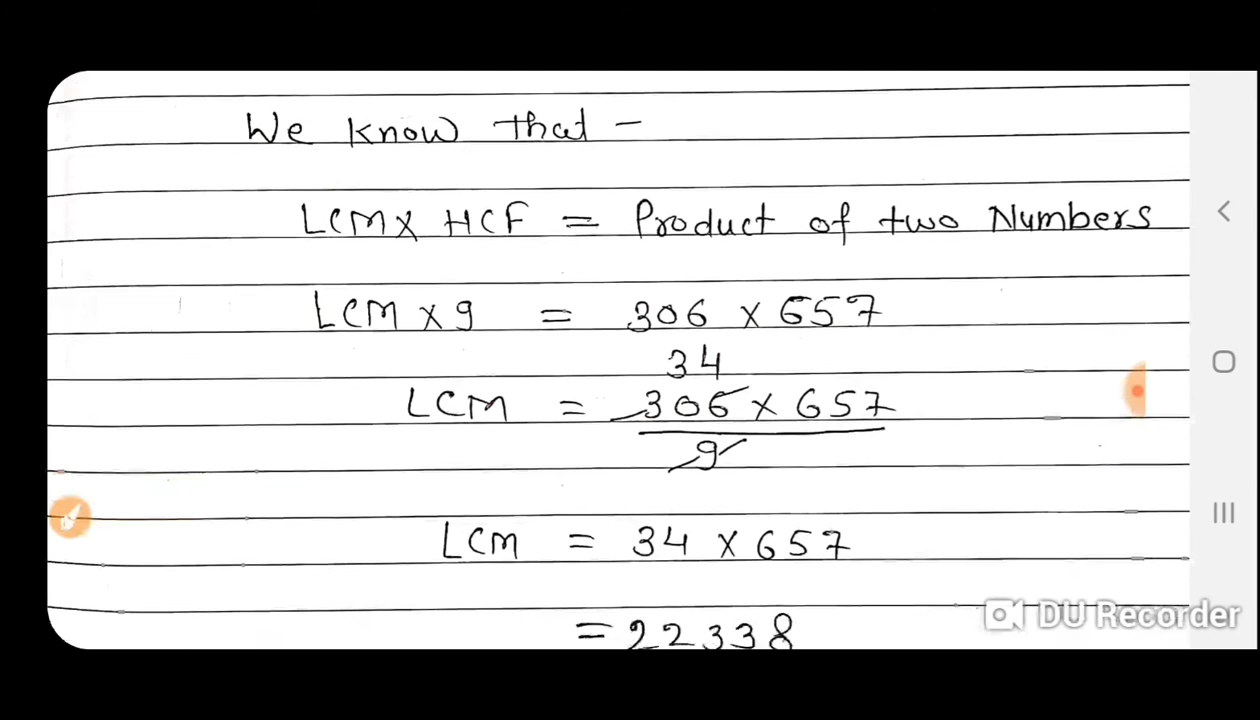 We know that -
LCM x HCF = Product of two Numbers
LCM x 9 = 306 x 657
34
LCM = 306 x 657
9
LCM = 34 x 657
DU Recorder
= 22338